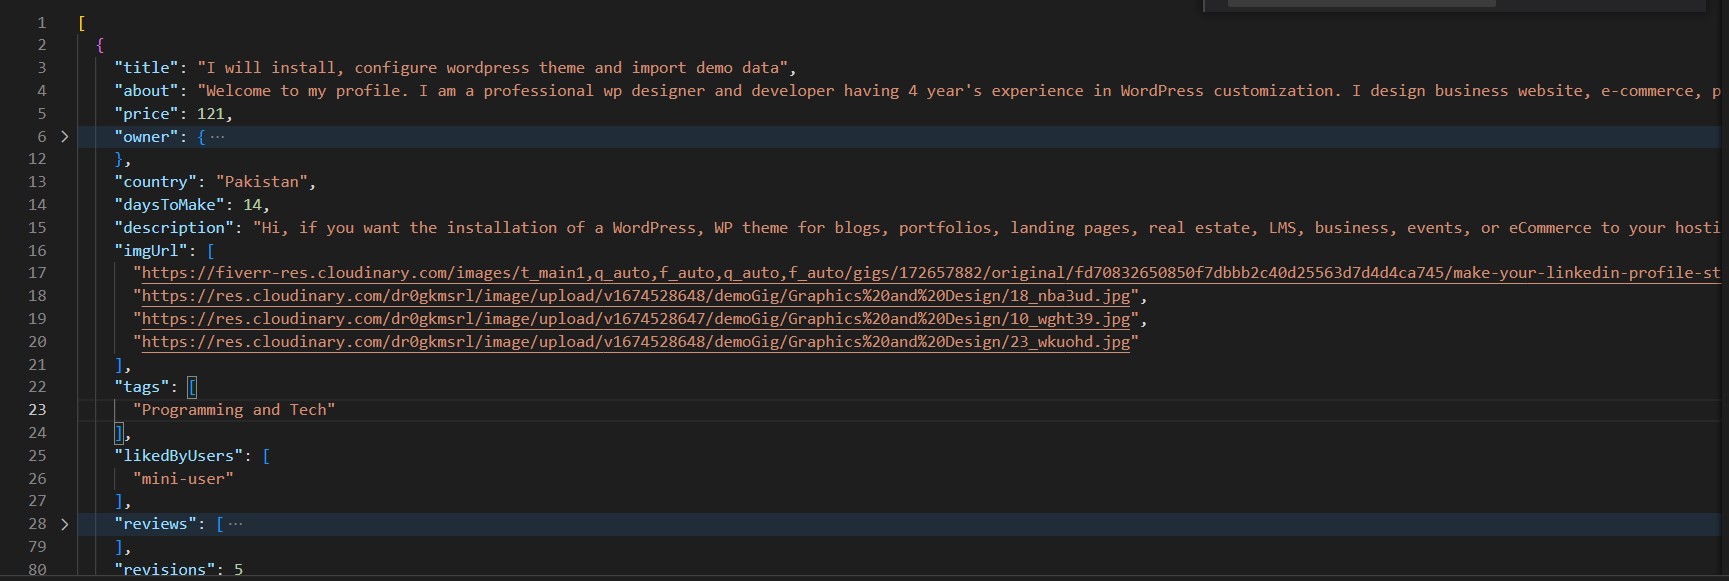 1 [
2 {
3 "title": "I will install, configure wordpress theme and import demo data",
4 "about": "Welcome to my profile. I am a professional wp designer and developer having 4 year's experience in WordPress customization. I design business website, e-commerce, p
5 "price": 121,
6 > "owner": { ···
12 },
13 "country": "Pakistan",
14 "daysToMake": 14,
15 "description": "Hi, if you want the installation of a WordPress, WP theme for blogs, portfolios, landing pages, real estate, LMS, business, events, or eCommerce to your hosti
16 "imgUrl": [
17 "https://fiverr-res.cloudinary.com/images/t_main1,q_auto,f_auto,q_auto,f_auto/gigs/172657882/original/fd70832650850f7dbbb2c40d25563d7d4d4ca745/make-your-linkedin-profile-st
18 "https://res.cloudinary.com/dr0gkmsrl/image/upload/v1674528648/demoGig/Graphics%20and%20Design/18_nba3ud.jpg",
19 "https://res.cloudinary.com/dr0gkmsrl/image/upload/v1674528647/demoGig/Graphics%20and%20Design/10_wght39.jpg",
20 "https://res.cloudinary.com/dr0gkmsrl/image/upload/v1674528648/demoGig/Graphics%20and%20Design/23_wkuohd.jpg"
21 ],
22 "tags": [
23 "Programming and Tech"
24 ],
25 "likedByUsers": [
26 "mini-user"
27 ],
28 > "reviews": [ ···
79 ],
80 "revisions": 5